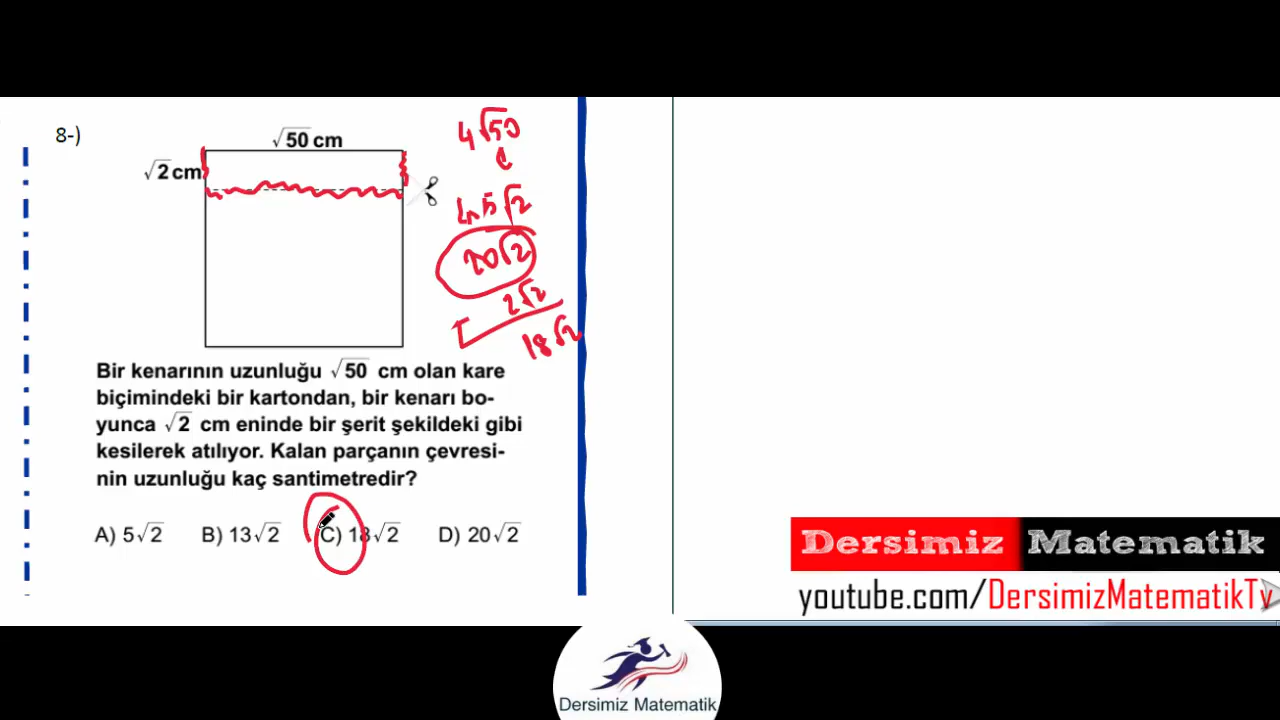 8-)
√50 cm
√2 cm
4√50
4x5√2
20√2
2√2
18√2
Bir kenarının uzunluğu √50 cm olan kare
biçimindeki bir kartondan, bir kenarı bo-
yunca √2 cm eninde bir şerit şekildeki gibi
kesilerek atılıyor. Kalan parçanın çevresi-
nin uzunluğu kaç santimetredir?
A) 5√2 B) 13√2 C) 18√2 D) 20√2
Dersimiz Matematik
youtube.com/DersimizMatematikTv
Dersimiz Matematik